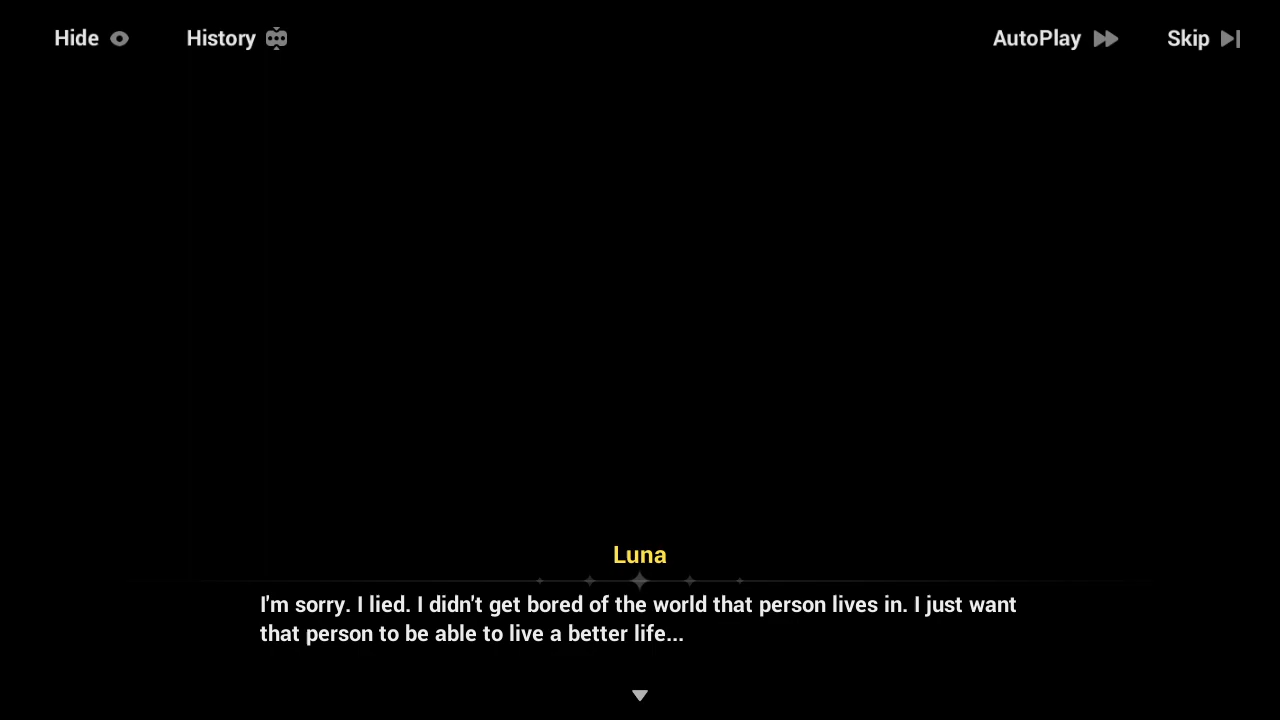 Hide
History
AutoPlay
Skip
Luna
I'm sorry. I lied. I didn't get bored of the world that person lives in. I just want
that person to be able to live a better life...